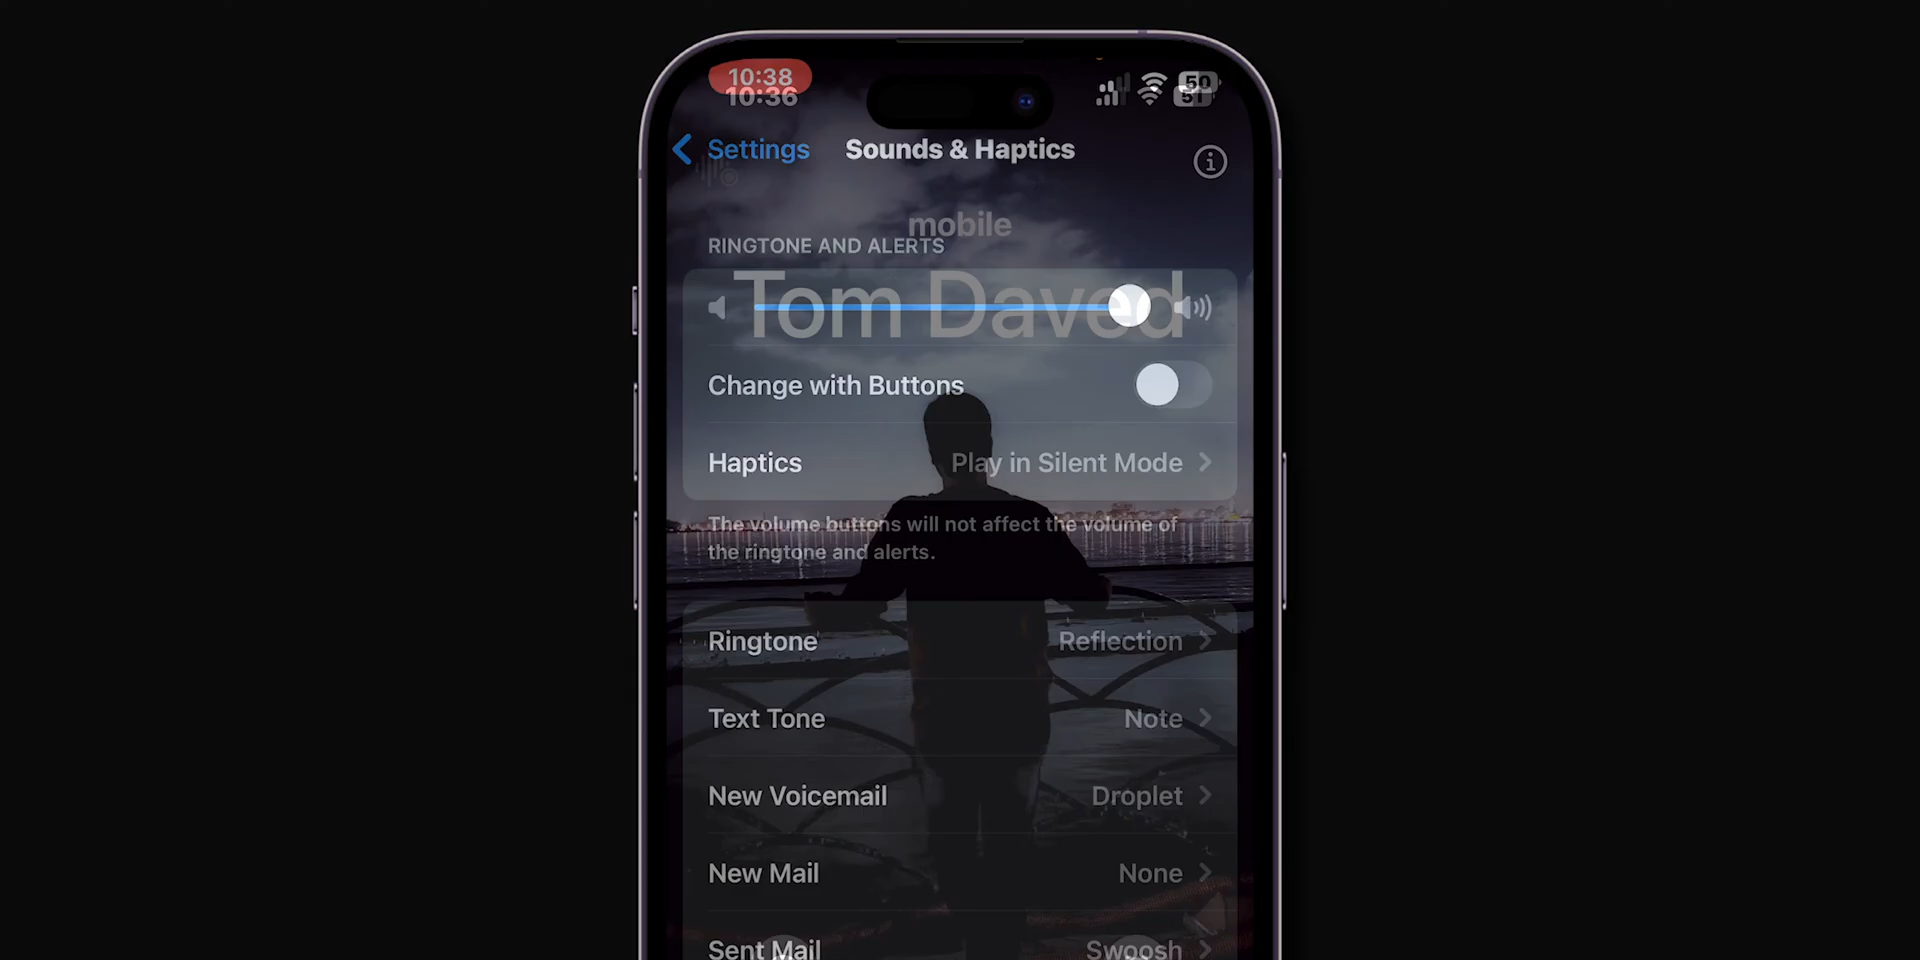 10:38
10:36
50
51
Settings
Sounds & Haptics
mobile
RINGTONE AND ALERTS
Tom Daved
Change with Buttons
Haptics
Play in Silent Mode
The volume buttons will not affect the volume of
the ringtone and alerts.
Ringtone
Reflection
Text Tone
Note
New Voicemail
Droplet
New Mail
None
Sent Mail
Swoosh